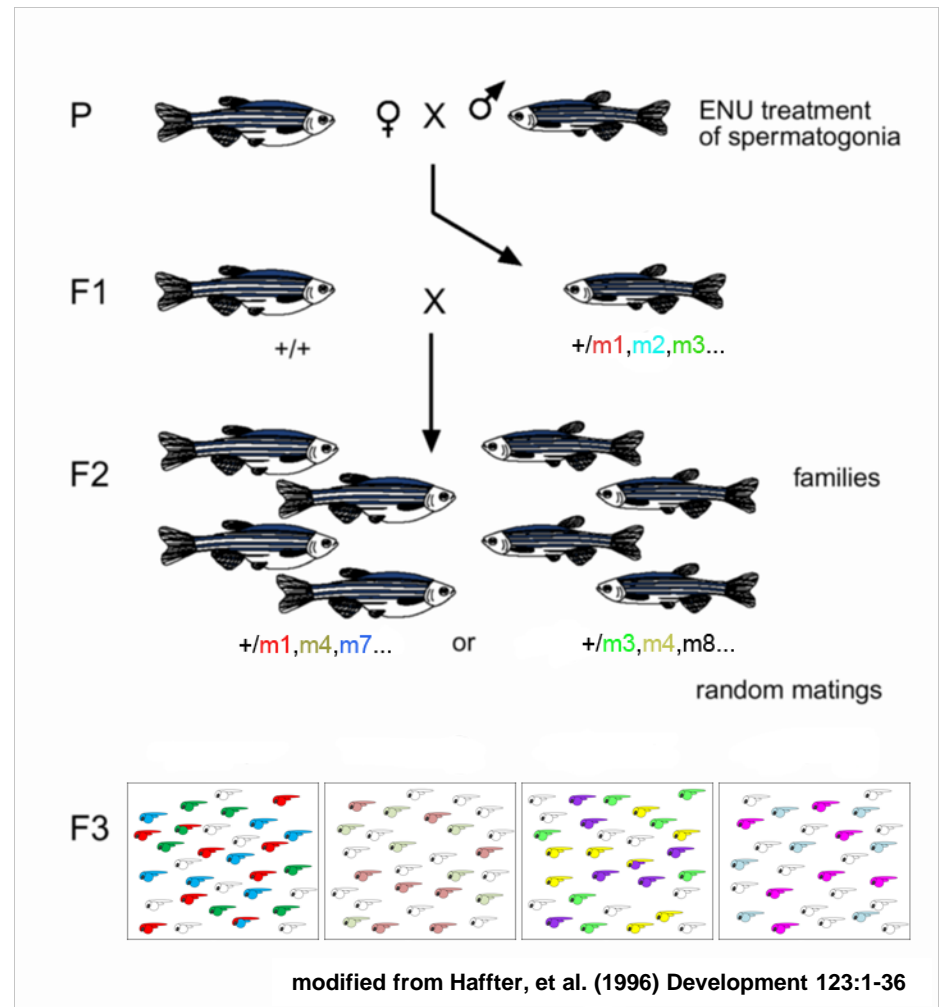 P ♀ X ♂ ENU treatment
of spermatogonia
F1 X
+/+ +/m1,m2,m3...
F2 families
+/m1,m4,m7... or +/m3,m4,m8...
random matings
F3
modified from Haffter, et al. (1996) Development 123:1-36